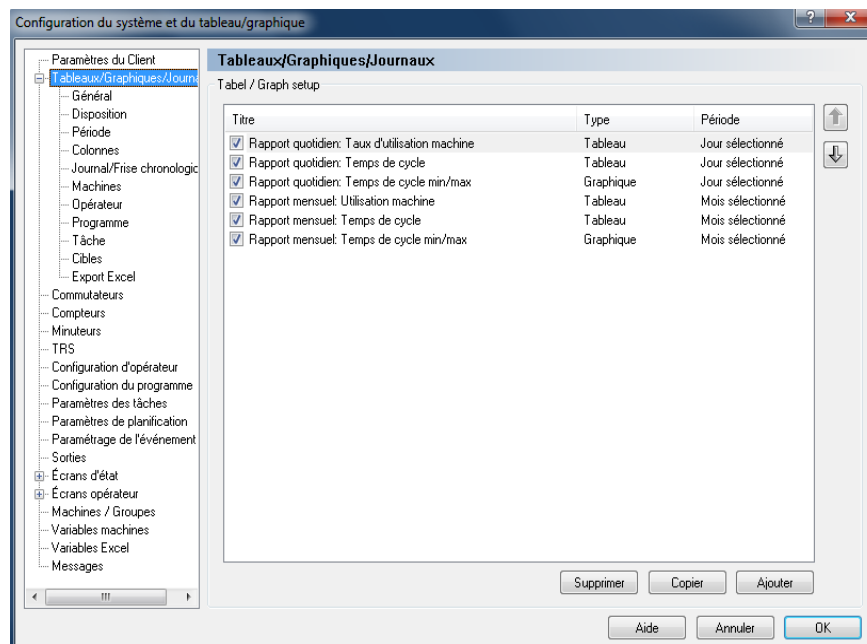 Configuration du système et du tableau/graphique
Paramètres du Client
Tableaux/Graphiques/Journa
Général
Disposition
Période
Colonnes
Journal/Frise chronologic
Machines
Opérateur
Programme
Tâche
Cibles
Export Excel
Commutateurs
Compteurs
Minuteurs
TRS
Configuration d'opérateur
Configuration du programme
Paramètres des tâches
Paramètres de planification
Paramétrage de l'événement
Sorties
Écrans d'état
Écrans opérateur
Machines / Groupes
Variables machines
Variables Excel
Messages
Tableaux/Graphiques/Journaux
Tabel / Graph setup
Titre Type Période
Rapport quotidien: Taux d'utilisation machine Tableau Jour sélectionné
Rapport quotidien: Temps de cycle Tableau Jour sélectionné
Rapport quotidien: Temps de cycle min/max Graphique Jour sélectionné
Rapport mensuel: Utilisation machine Tableau Mois sélectionné
Rapport mensuel: Temps de cycle Tableau Mois sélectionné
Rapport mensuel: Temps de cycle min/max Graphique Mois sélectionné
Supprimer Copier Ajouter
Aide Annuler OK